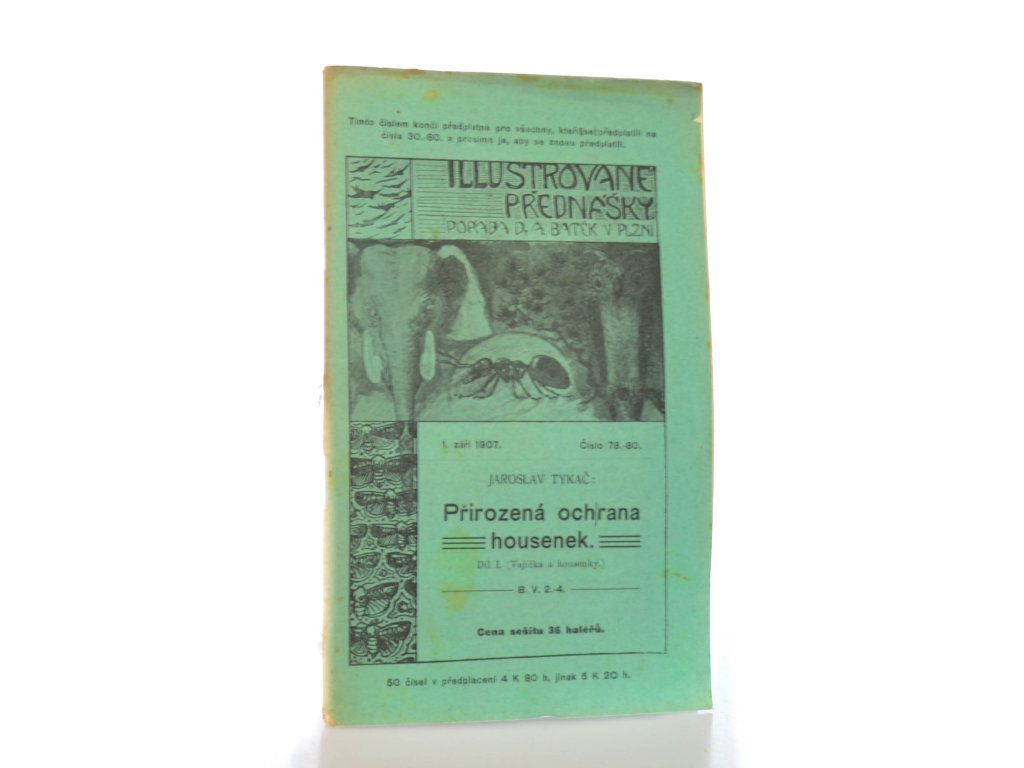 Tímto číslem končí předplatné pro všechny, kteří se předplatili na
čísla 30.-80. a prosíme je, aby se znovu předplatili.
ILLUSTROVANÉ
PŘEDNÁŠKY
POŘÁDÁ D. A. BATĚK V PLZNI
1. září 1907. Číslo 78.-80.
JAROSLAV TYKAČ:
Přirozená ochrana
housenek.
Díl I. (Vajíčka a housenky.)
B. V. 2.-4.
Cena sešitu 36 haléřů.
50 čísel v předplacení 4 K 80 h, jinak 5 K 20 h.